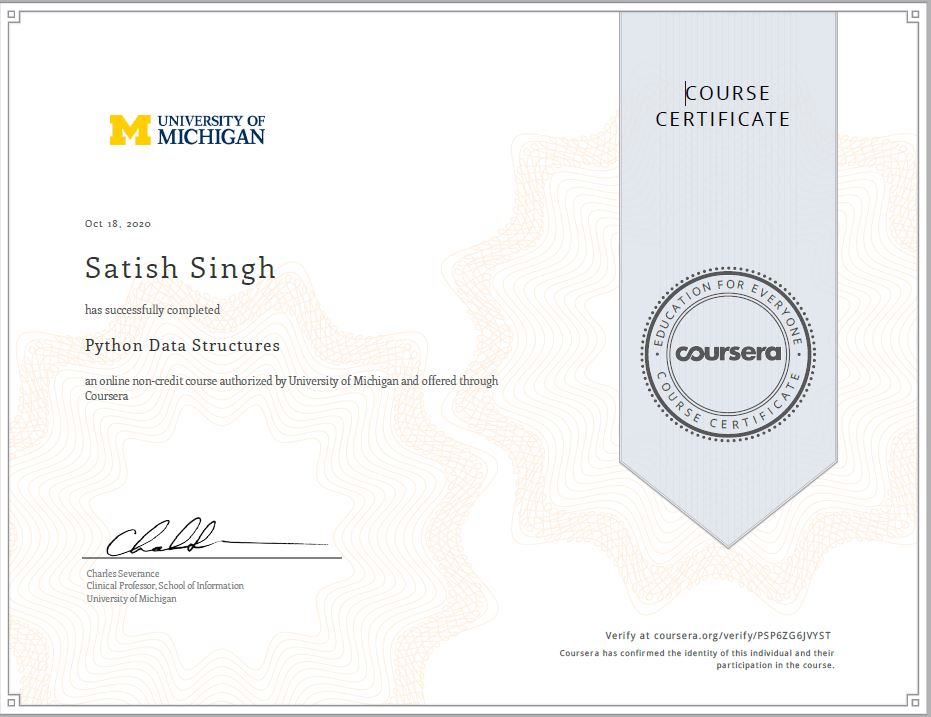 UNIVERSITY OF
MICHIGAN
COURSE
CERTIFICATE
Oct 18, 2020
Satish Singh
has successfully completed
Python Data Structures
an online non-credit course authorized by University of Michigan and offered through
Coursera
EDUCATION FOR EVERYONE
coursera
COURSE CERTIFICATE
Charles Severance
Clinical Professor, School of Information
University of Michigan
Verify at coursera.org/verify/PSP6ZG6JVYST
Coursera has confirmed the identity of this individual and their
participation in the course.